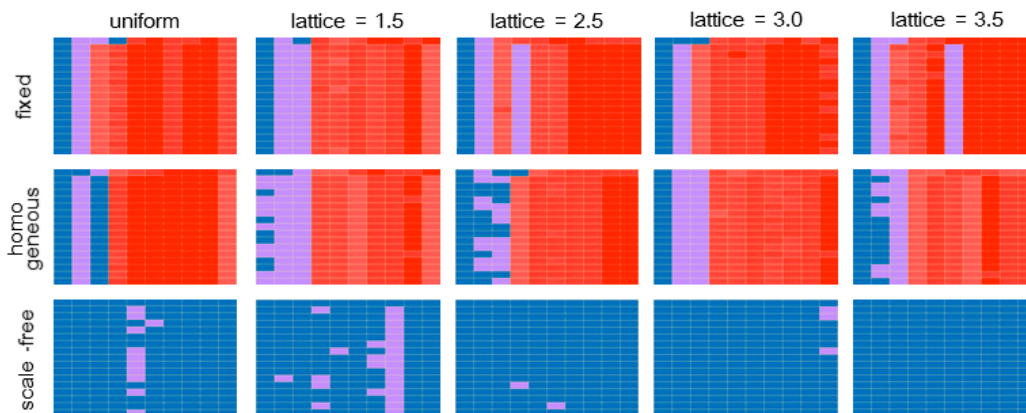 uniform
lattice = 1.5
lattice = 2.5
lattice = 3.0
lattice = 3.5
fixed
homo
geneous
scale -free